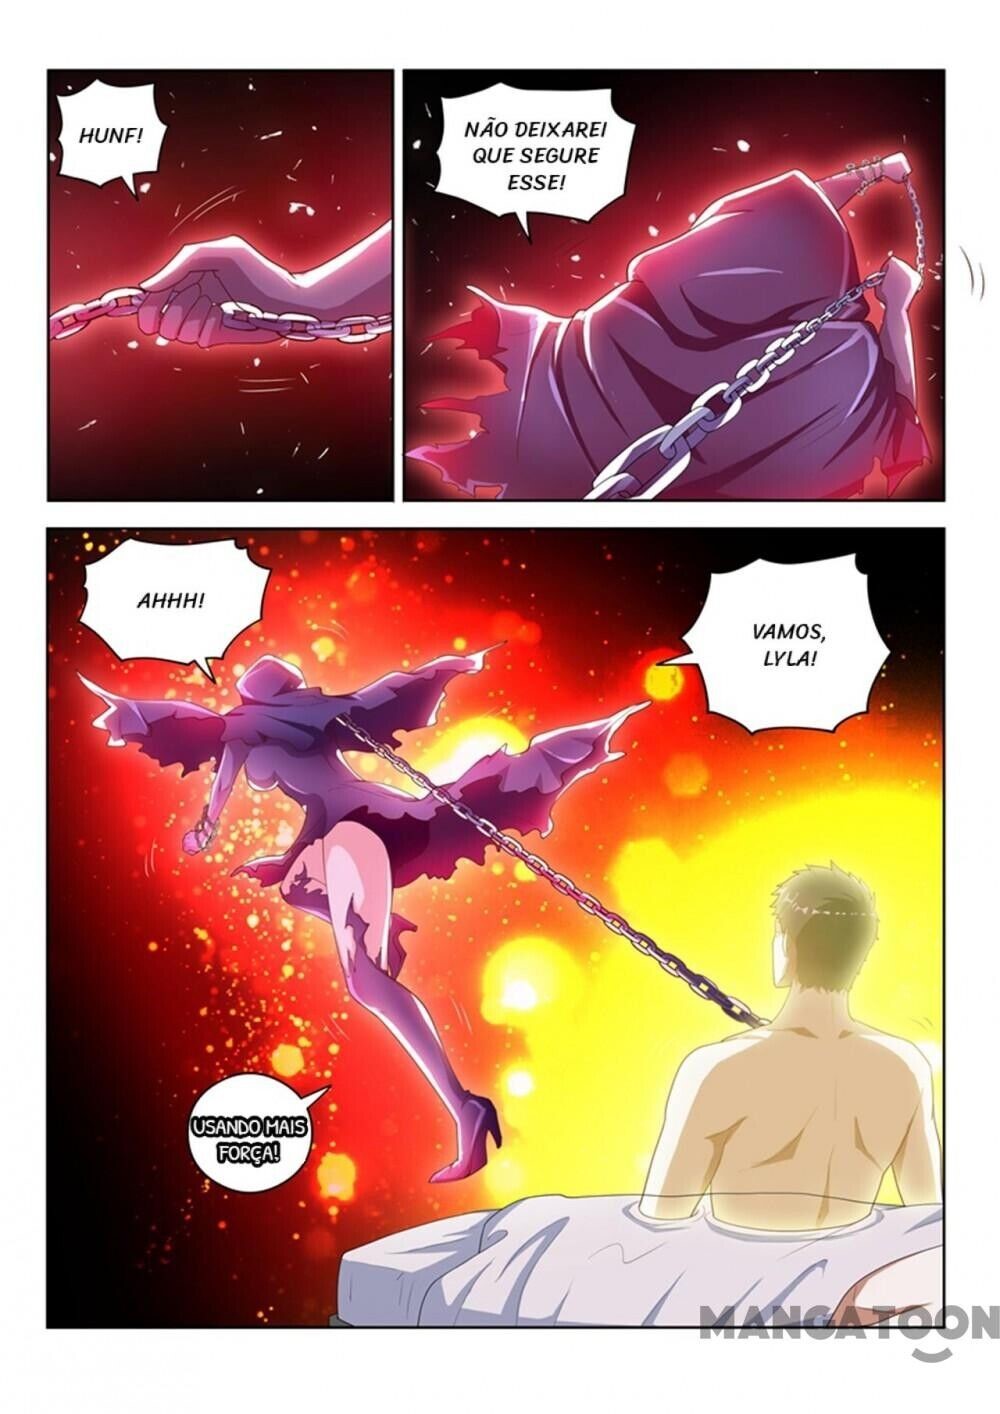 HUNF!
NÃO DEIXAREI
QUE SEGURE
ESSE!
AHHH!
VAMOS,
LYLA!
USANDO MAIS
FORÇA!
MANGATOON